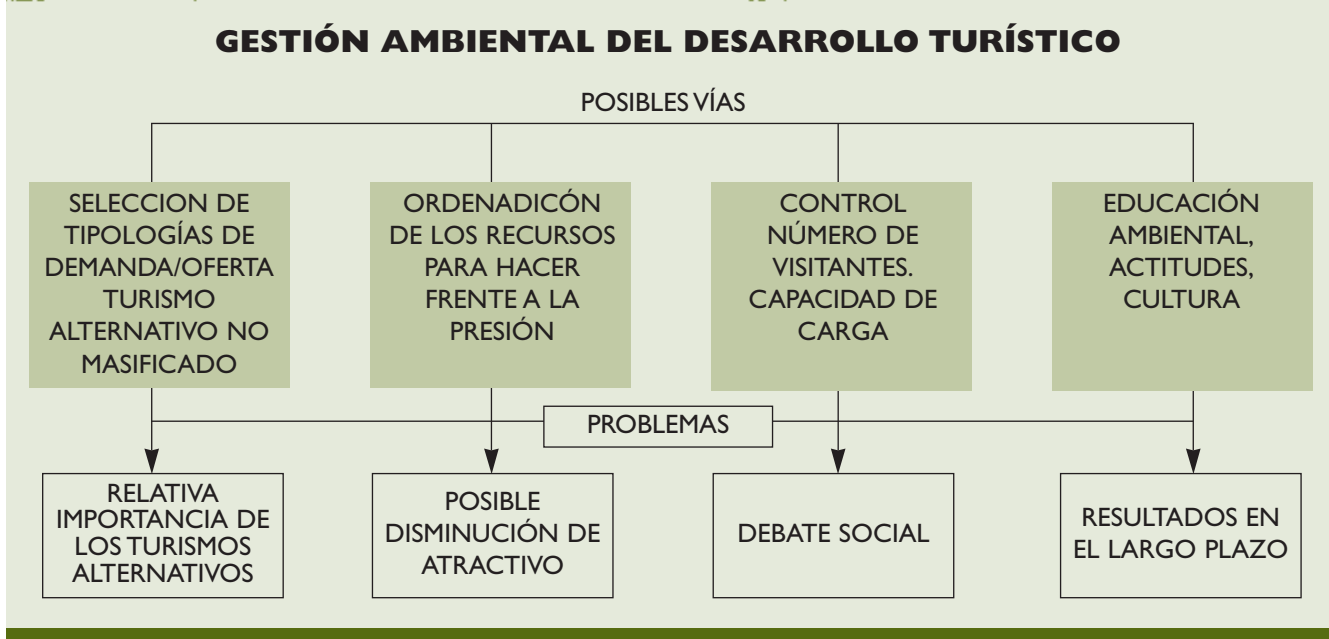 GESTIÓN AMBIENTAL DEL DESARROLLO TURÍSTICO
POSIBLES VÍAS
SELECCION DE
TIPOLOGÍAS DE
DEMANDA/OFERTA
TURISMO
ALTERNATIVO NO
MASIFICADO
ORDENADICÓN
DE LOS RECURSOS
PARA HACER
FRENTE A LA
PRESIÓN
CONTROL
NÚMERO DE
VISITANTES.
CAPACIDAD DE
CARGA
EDUCACIÓN
AMBIENTAL,
ACTITUDES,
CULTURA
PROBLEMAS
RELATIVA
IMPORTANCIA DE
LOS TURISMOS
ALTERNATIVOS
POSIBLE
DISMINUCIÓN DE
ATRACTIVO
DEBATE SOCIAL
RESULTADOS EN
EL LARGO PLAZO